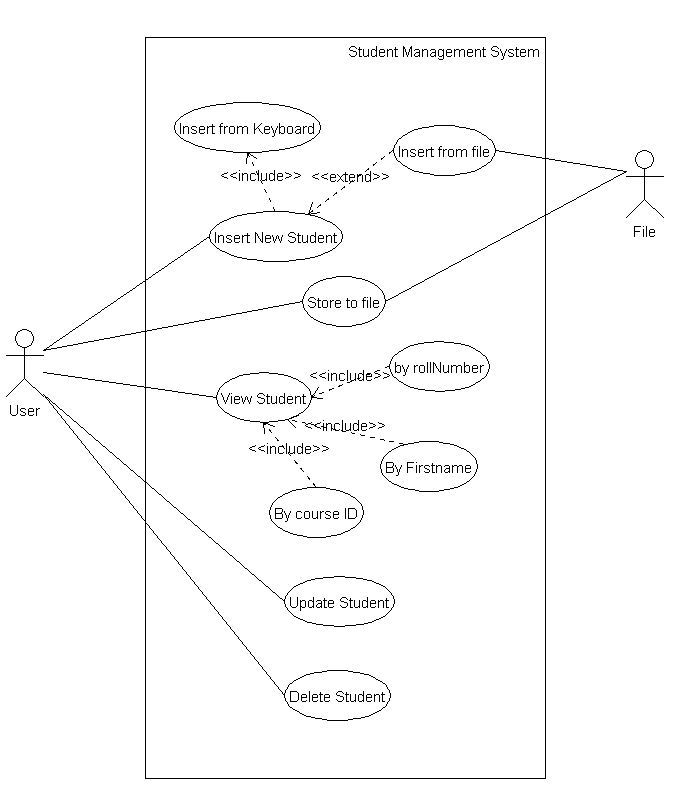 Student Management System
Insert from Keyboard
Insert from file
<<include>>
<<extend>>
File
Insert New Student
Store to file
User
by rollNumber
<<include>>
View Student
<<include>>
<<include>>
By Firstname
By course ID
Update Student
Delete Student